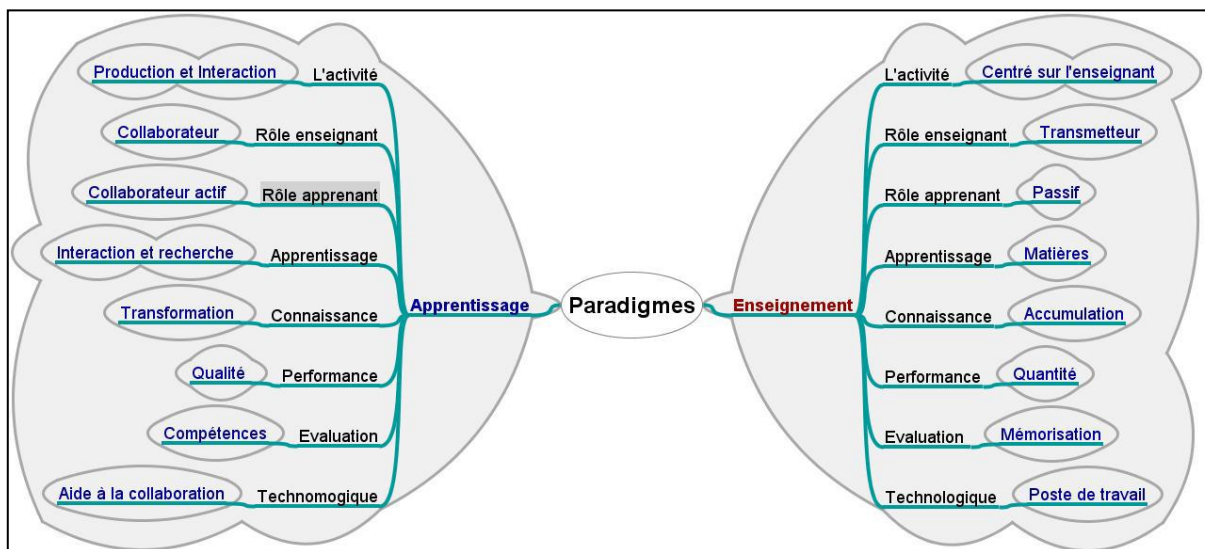 Production et Interaction L'activité L'activité Centré sur l'enseignant
Collaborateur Rôle enseignant Rôle enseignant Transmetteur
Collaborateur actif Rôle apprenant Rôle apprenant Passif
Interaction et recherche Apprentissage Apprentissage Matières
Apprentissage Paradigmes Enseignement
Transformation Connaissance Connaissance Accumulation
Qualité Performance Performance Quantité
Compétences Evaluation Evaluation Mémorisation
Aide à la collaboration Technomogique Technologique Poste de travail